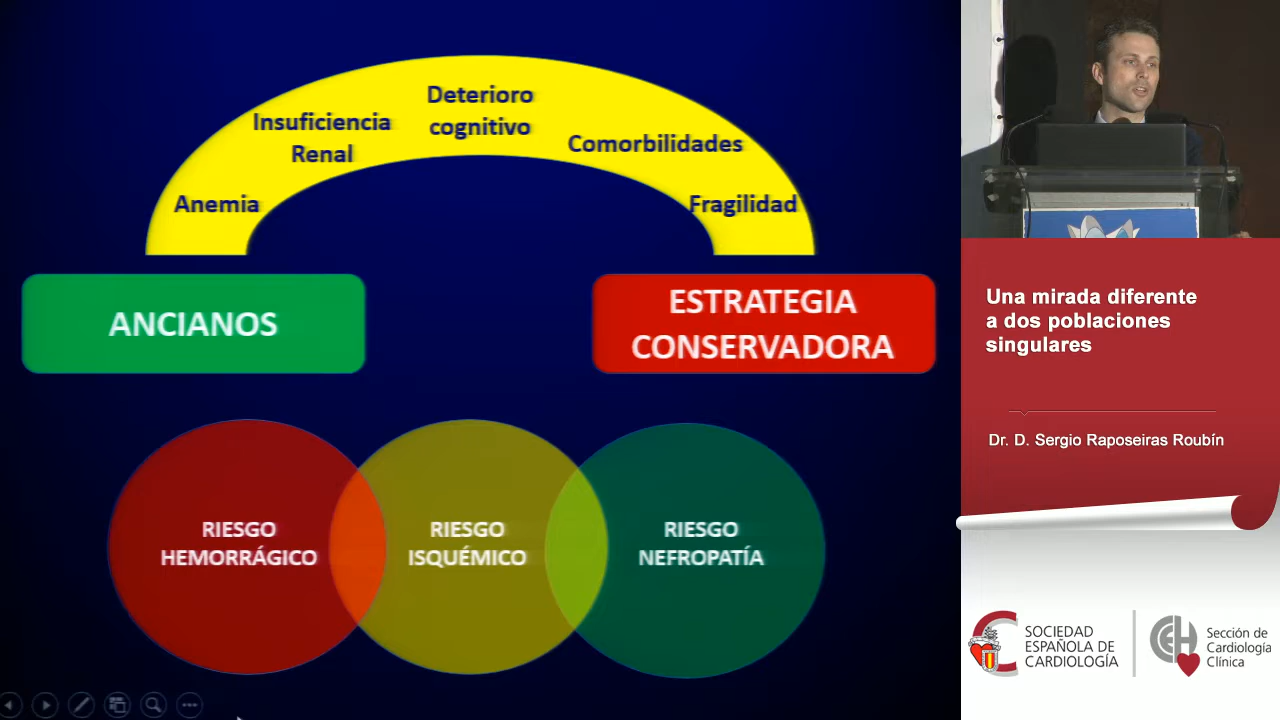 Deterioro
cognitivo
Insuficiencia
Renal
Comorbilidades
Anemia
Fragilidad
ANCIANOS
ESTRATEGIA
CONSERVADORA
RIESGO
HEMORRÁGICO
RIESGO
ISQUÉMICO
RIESGO
NEFROPATÍA
Una mirada diferente
a dos poblaciones
singulares
Dr. D. Sergio Raposeiras Roubín
SOCIEDAD
ESPAÑOLA DE
CARDIOLOGÍA
Sección de
Cardiología
Clínica